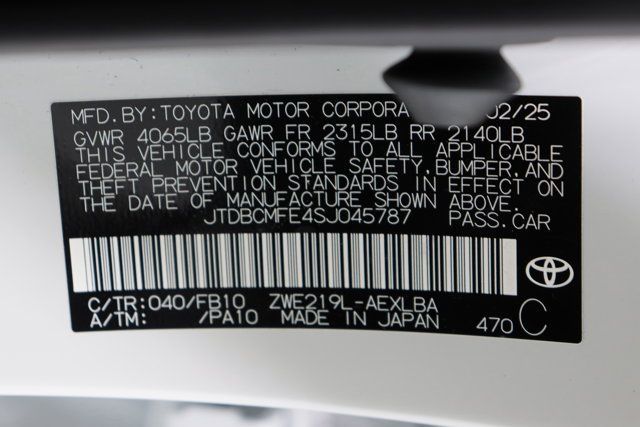 MFD.BY:TOYOTA MOTOR CORPORA 02/25
GVWR 4065LB GAWR FR 2315LB RR 2140LB
THIS VEHICLE CONFORMS TO ALL APPLICABLE
FEDERAL MOTOR VEHICLE SAFETY,BUMPER,AND
THEFT PREVENTION STANDARDS IN EFFECT ON
THE DATE OF MANUFACTURE SHOWN ABOVE.
JTDBCMFE4SJ045787 PASS.CAR
C/TR:040/FB10 ZWE219L-AEXLBA
A/TM: /PA10 MADE IN JAPAN 470 C